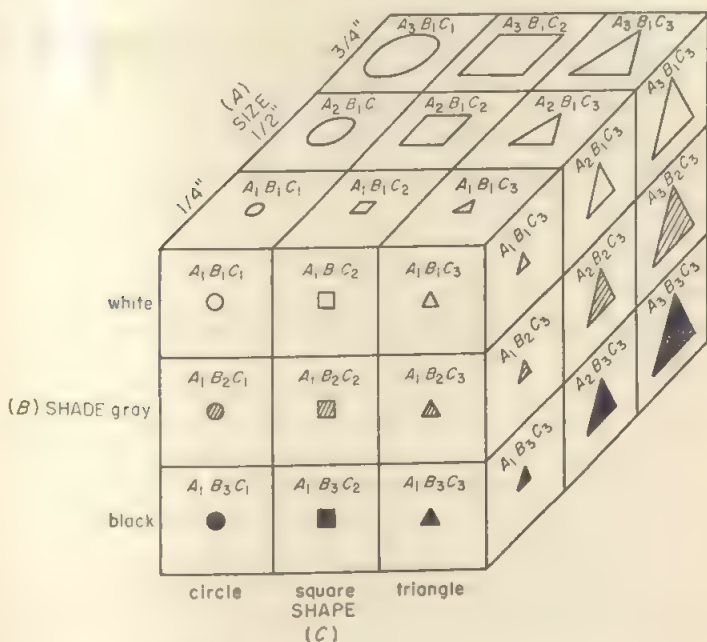 3/4" A₃B₁C₁ A₃B₁C₂ A₃B₁C₃
(A) SIZE 1/2" A₂B₁C A₂B₁C₂ A₂B₁C₃ A₃B₁C₃
1/4" A₁B₁C₁ A₁B₁C₂ A₁B₁C₃ A₂B₁C₃ A₃B₂C₃
A₁B₁C₃ A₂B₂C₃ A₃B₃C₃
white A₁B₁C₁ A₁BC₂ A₁B₁C₃
A₁B₂C₃ A₂B₃C₃
(B) SHADE gray A₁B₂C₁ A₁B₂C₂ A₁B₂C₃
A₁B₃C₃
black A₁B₃C₁ A₁B₃C₂ A₁B₃C₃
circle square triangle
SHAPE
(C)